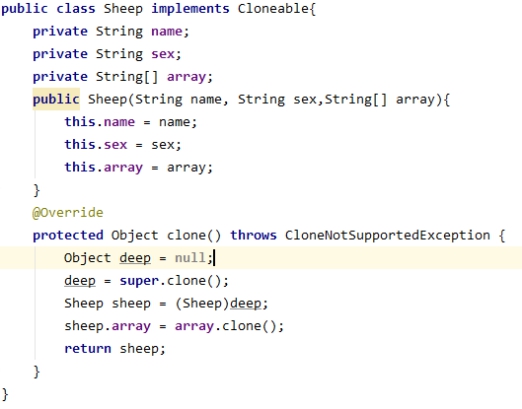 public class Sheep implements Cloneable{
    private String name;
    private String sex;
    private String[] array;
    public Sheep(String name, String sex,String[] array){
        this.name = name;
        this.sex = sex;
        this.array = array;
    }
    @Override
    protected Object clone() throws CloneNotSupportedException {
        Object deep = null;
        deep = super.clone();
        Sheep sheep = (Sheep)deep;
        sheep.array = array.clone();
        return sheep;
    }
}